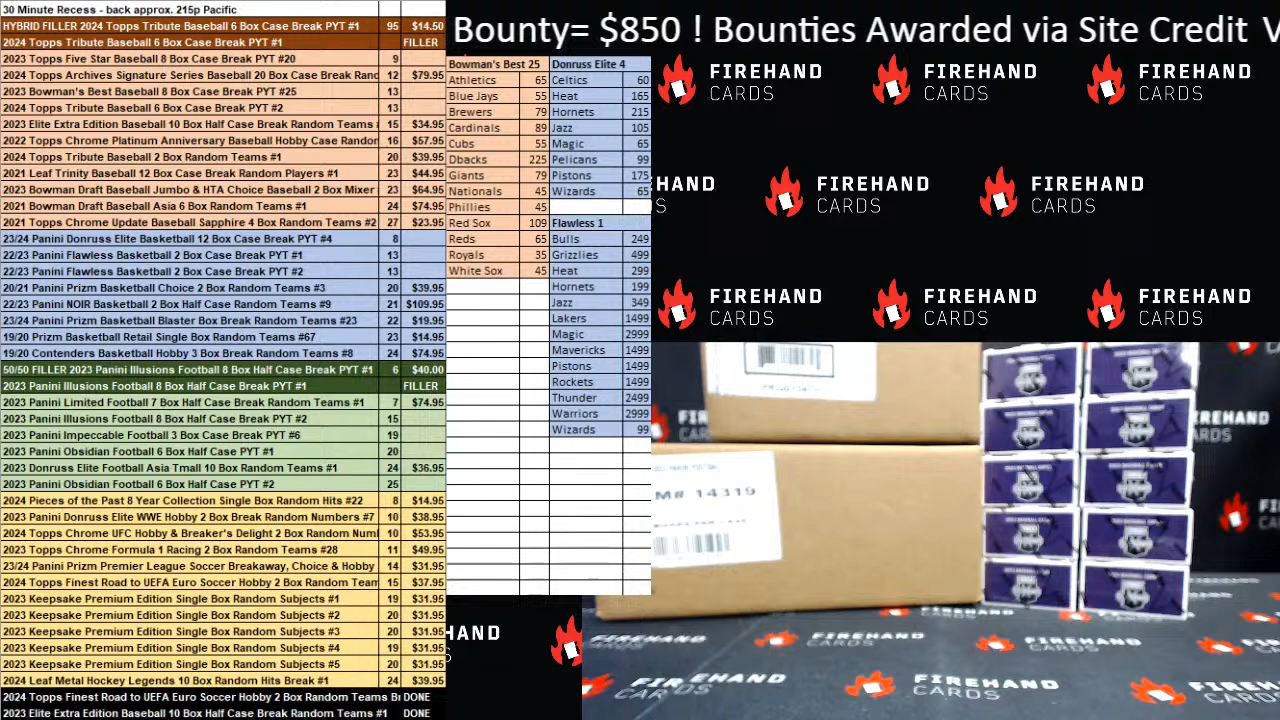 30 Minute Recess - back approx. 215p Pacific
HYBRID FILLER 2024 Topps Tribute Baseball 6 Box Case Break PYT #1 95 $14.50
2024 Topps Tribute Baseball 6 Box Case Break PYT #1 FILLER
2023 Topps Five Star Baseball 8 Box Case Break PYT #20 9
2024 Topps Archives Signature Series Baseball 20 Box Case Break Ranc 12 $79.95
2023 Bowman's Best Baseball 8 Box Case Break PYT #25 13
2024 Topps Tribute Baseball 6 Box Case Break PYT #2 13
2023 Elite Extra Edition Baseball 10 Box Half Case Break Random Teams 15 $34.95
2022 Topps Chrome Platinum Anniversary Baseball Hobby Case Random 16 $57.95
2024 Topps Tribute Baseball 2 Box Random Teams #1 20 $39.95
2021 Leaf Trinity Baseball 12 Box Case Break Random Players #1 23 $44.95
2023 Bowman Draft Baseball Jumbo & HTA Choice Baseball 2 Box Mixer 23 $64.95
2021 Bowman Draft Baseball Asia 6 Box Random Teams #1 24 $74.95
2021 Topps Chrome Update Baseball Sapphire 4 Box Random Teams #2 27 $23.95
23/24 Panini Donruss Elite Basketball 12 Box Case Break PYT #4 8
22/23 Panini Flawless Basketball 2 Box Case Break PYT #1 13
22/23 Panini Flawless Basketball 2 Box Case Break PYT #2 13
20/21 Panini Prizm Basketball Choice 2 Box Random Teams #3 20 $39.95
22/23 Panini NOIR Basketball 2 Box Half Case Random Teams #9 21 $109.95
23/24 Panini Prizm Basketball Blaster Box Break Random Teams #23 22 $19.95
19/20 Prizm Basketball Retail Single Box Random Teams #67 23 $14.95
19/20 Contenders Basketball Hobby 3 Box Break Random Teams #8 24 $74.95
50/50 FILLER 2023 Panini Illusions Football 8 Box Half Case Break PYT #1 6 $40.00
2023 Panini Illusions Football 8 Box Half Case Break PYT #1 FILLER
2023 Panini Limited Football 7 Box Half Case Break Random Teams #1 7 $74.95
2023 Panini Illusions Football 8 Box Half Case Break PYT #2 15
2023 Panini Impeccable Football 3 Box Case Break PYT #6 19
2023 Panini Obsidian Football 6 Box Half Case PYT #1 20
2023 Donruss Elite Football Asia Tmall 10 Box Random Teams #1 24 $36.95
2023 Panini Obsidian Football 6 Box Half Case PYT #2 25
2024 Pieces of the Past 8 Year Collection Single Box Random Hits #22 8 $14.95
2023 Panini Donruss Elite WWE Hobby 2 Box Break Random Numbers #7 10 $38.95
2024 Topps Chrome UFC Hobby & Breaker's Delight 2 Box Random Numl 10 $53.95
2023 Topps Chrome Formula 1 Racing 2 Box Random Teams #28 11 $49.95
23/24 Panini Prizm Premier League Soccer Breakaway, Choice & Hobby 14 $31.95
2024 Topps Finest Road to UEFA Euro Soccer Hobby 2 Box Random Team 15 $37.95
2023 Keepsake Premium Edition Single Box Random Subjects #1 19 $31.95
2023 Keepsake Premium Edition Single Box Random Subjects #2 20 $31.95
2023 Keepsake Premium Edition Single Box Random Subjects #3 20 $31.95
2023 Keepsake Premium Edition Single Box Random Subjects #4 19 $31.95
2023 Keepsake Premium Edition Single Box Random Subjects #5 20 $31.95
2024 Leaf Metal Hockey Legends 10 Box Random Hits Break #1 24 $39.95
2024 Topps Finest Road to UEFA Euro Soccer Hobby 2 Box Random Teams Br DONE
2023 Elite Extra Edition Baseball 10 Box Half Case Break Random Teams #1 DONE
Bounty= $850 ! Bounties Awarded via Site Credit V
Bowman's Best 25
Athletics 65
Blue Jays 55
Brewers 79
Cardinals 89
Cubs 55
Dbacks 225
Giants 79
Nationals 45
Phillies 45
Red Sox 109
Reds 65
Royals 35
White Sox 45
Donruss Elite 4
Celtics 60
Heat 165
Hornets 215
Jazz 105
Magic 65
Pelicans 99
Pistons 175
Wizards 65
Flawless 1
Bulls 249
Grizzlies 499
Heat 299
Hornets 199
Jazz 349
Lakers 1499
Magic 2999
Mavericks 1499
Pistons 1499
Rockets 1499
Thunder 2499
Warriors 2999
Wizards 99
FIREHAND CARDS
FIREHAND CARDS
FIREHAND CARDS
HAND
S
FIREHAND CARDS
FIREHAND CARDS
FIREHAND CARDS
FIREHAND CARDS
FIREHAND CARDS
HAND
M# 14319
FIREHAND CARDS
FIREHAND CARDS
FIREHAND CARDS
FIREHAND CARDS
FIREHAND CARDS